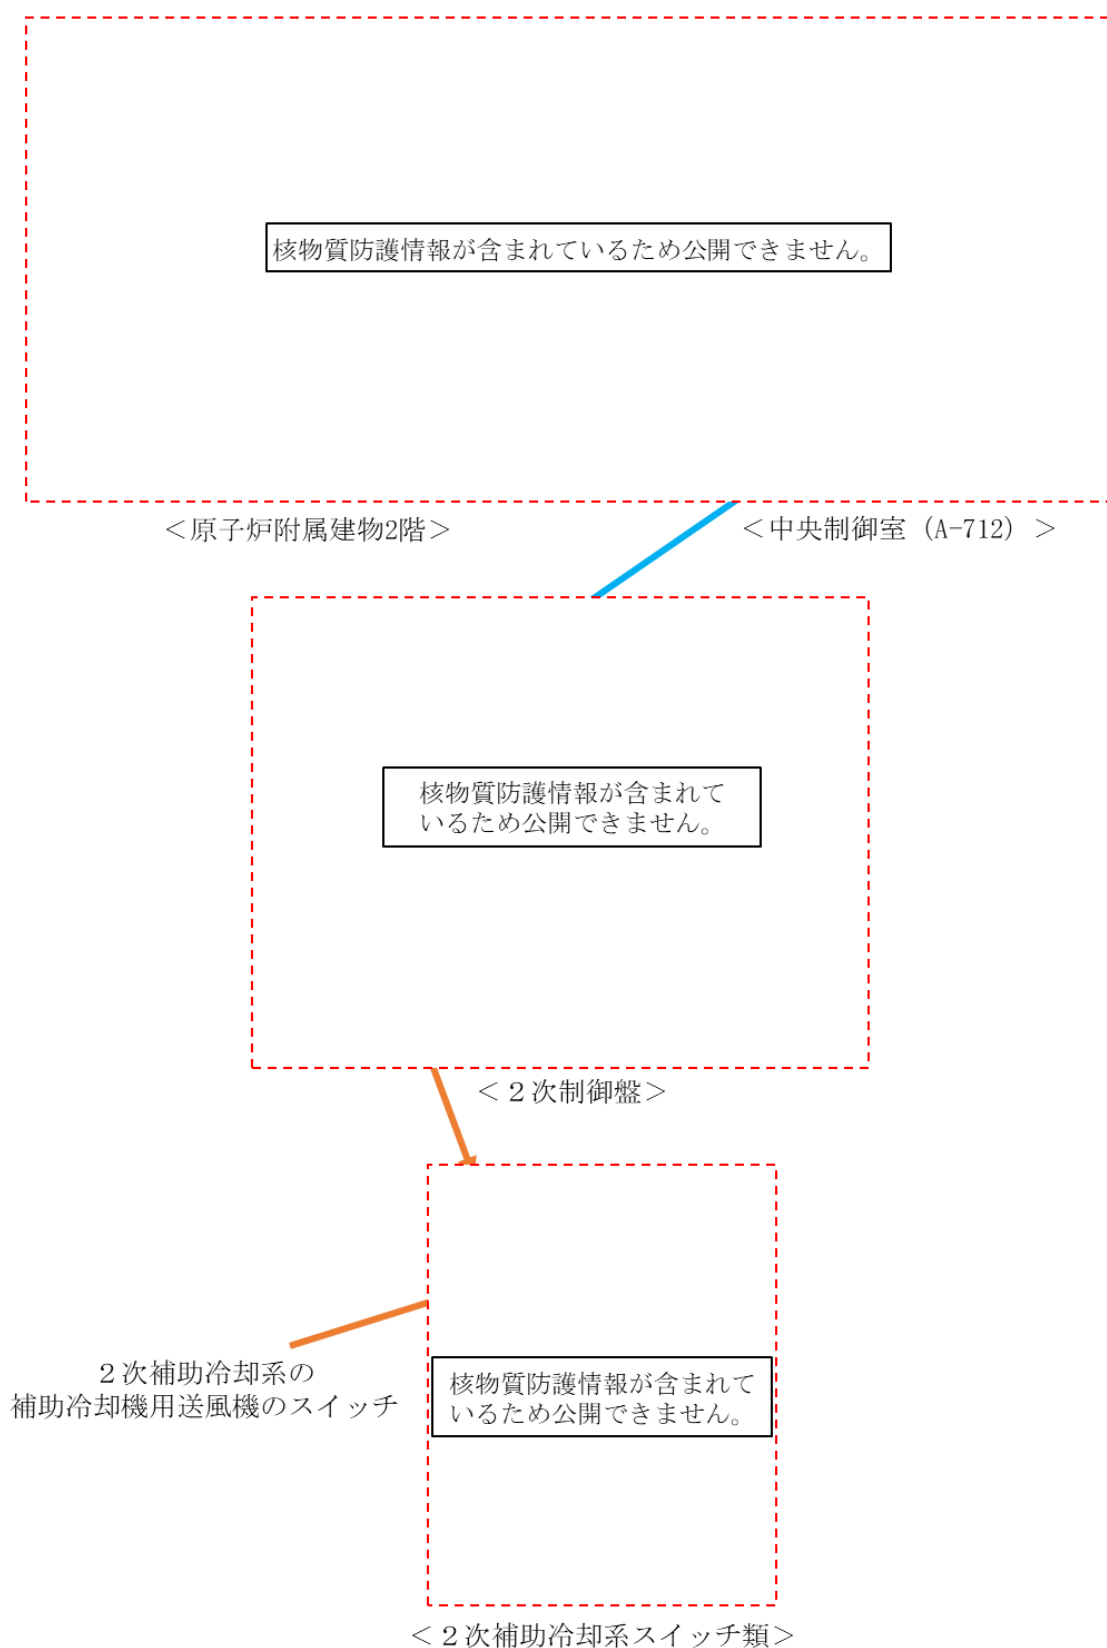 核物質防護情報が含まれているため公開できません。
＜原子炉附属建物2階＞
＜中央制御室（A-712）＞
核物質防護情報が含まれて
いるため公開できません。
＜２次制御盤＞
２次補助冷却系の
補助冷却機用送風機のスイッチ
核物質防護情報が含まれて
いるため公開できません。
＜２次補助冷却系スイッチ類＞